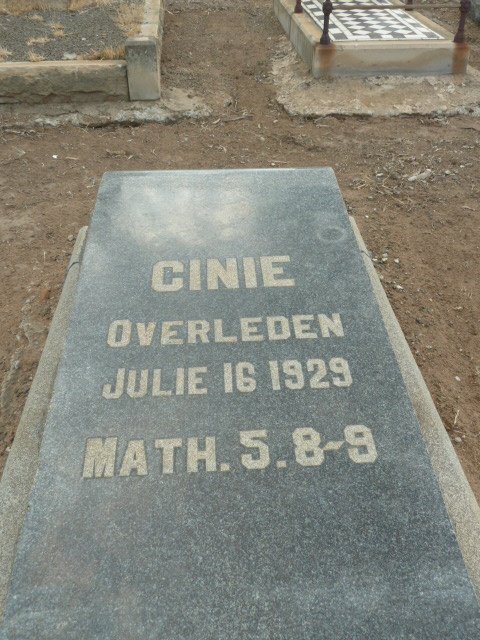 CINIE
OVERLEDEN
JULIE 16 1929
MATH. 5. 8-9